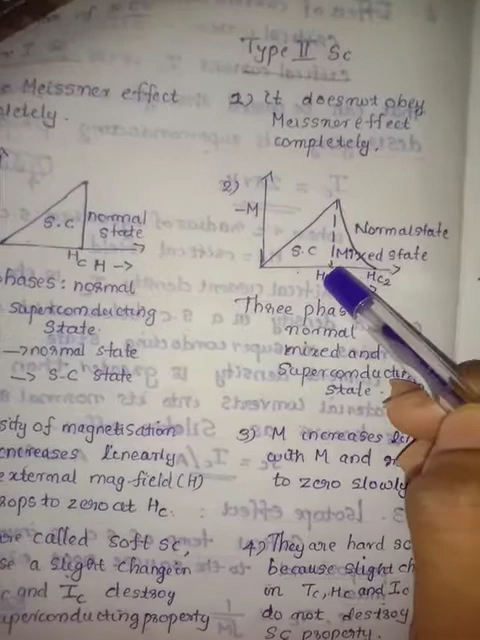 Type II Sc
Meissner effect
pletely.
2) it does not obey
Meissner effect
completely.
S.C
normal
state
Hc H →
2)
-M
S.C
Normal state
Mixed state
H
Hc2
phases: normal
superconducting
state.
→ normal state
→ S-C state
Three phas
normal
mixed and
superconducting
state.
sity of magnetisation
increases linearly
external mag-field (H)
rops to zero at Hc.
3) M increases
with M and
to zero slowly
are called soft sc,
se a slight change in
c and Ic destroy
superconducting property
4) They are hard sc
because slight ch
in Tc, Hc and Ic
do not destroy
SC property.